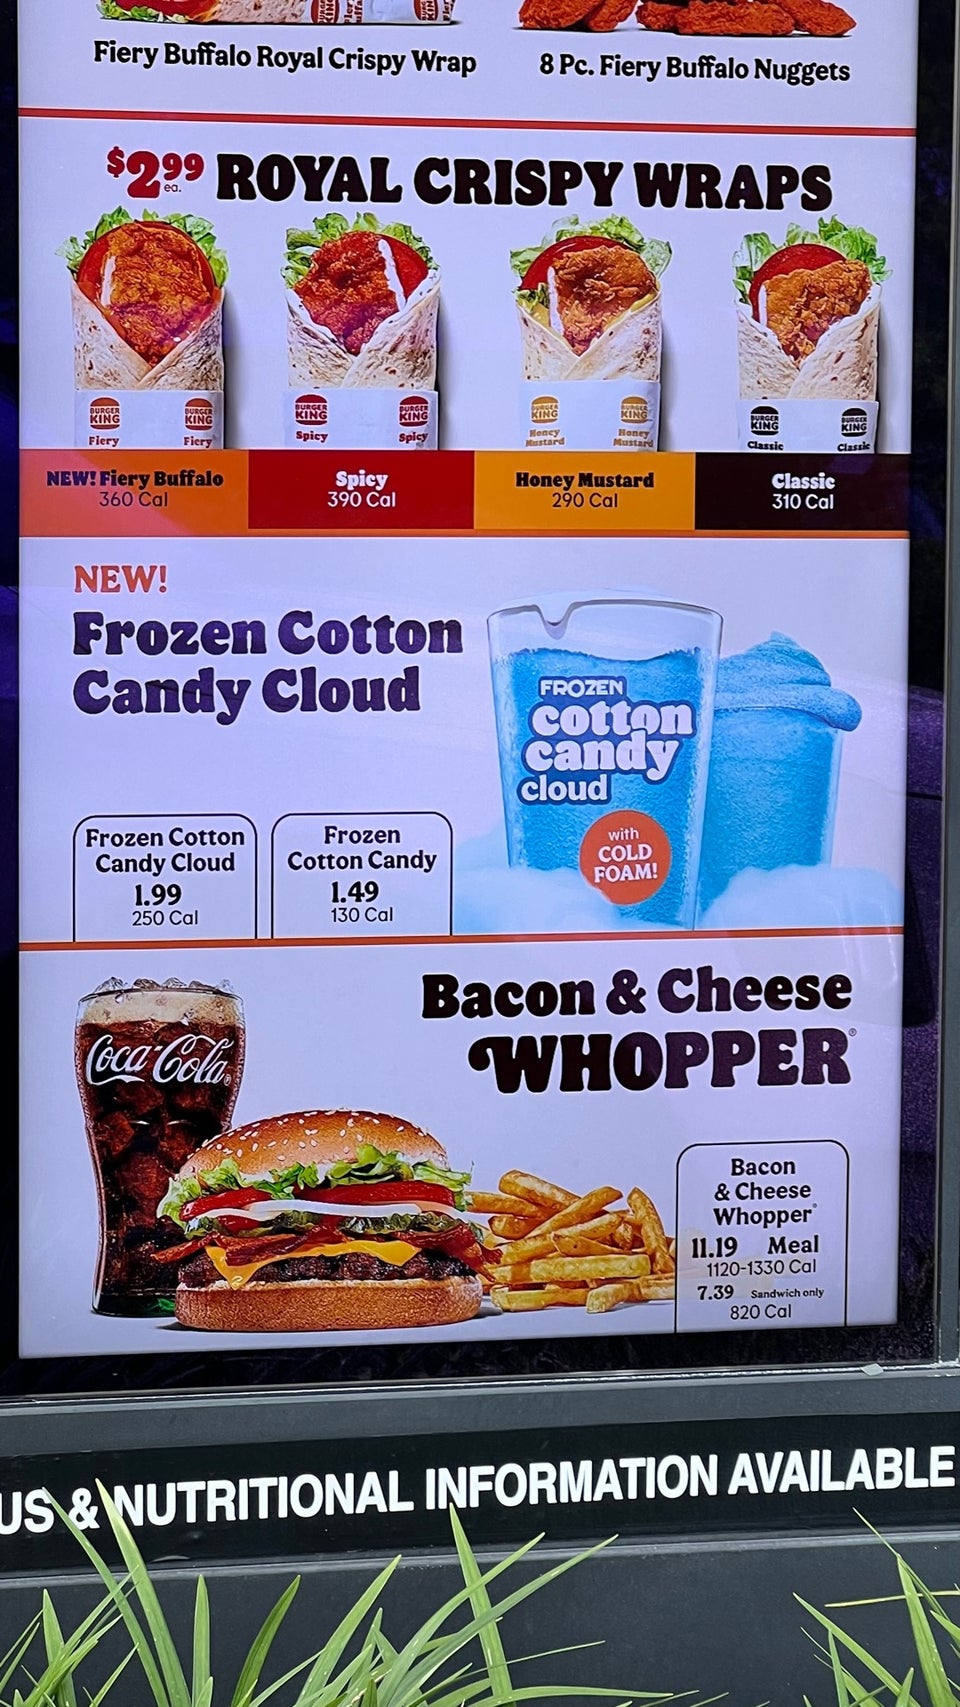 Fiery Buffalo Royal Crispy Wrap
8 Pc. Fiery Buffalo Nuggets
$2.99 ea. ROYAL CRISPY WRAPS
BURGER KING
Fiery
BURGER KING
Fiery
BURGER KING
Spicy
BURGER KING
Spicy
BURGER KING
Honey
Mustard
BURGER KING
Honey
Mustard
BURGER KING
Classic
BURGER KING
Classic
NEW! Fiery Buffalo
360 Cal
Spicy
390 Cal
Honey Mustard
290 Cal
Classic
310 Cal
NEW!
Frozen Cotton
Candy Cloud
FROZEN
cotton
candy
cloud
with
COLD
FOAM!
Frozen Cotton
Candy Cloud
1.99
250 Cal
Frozen
Cotton Candy
1.49
130 Cal
Bacon & Cheese
WHOPPER®
Coca-Cola®
Bacon
& Cheese
Whopper®
11.19 Meal
1120-1330 Cal
7.39 Sandwich only
820 Cal
US & NUTRITIONAL INFORMATION AVAILABLE